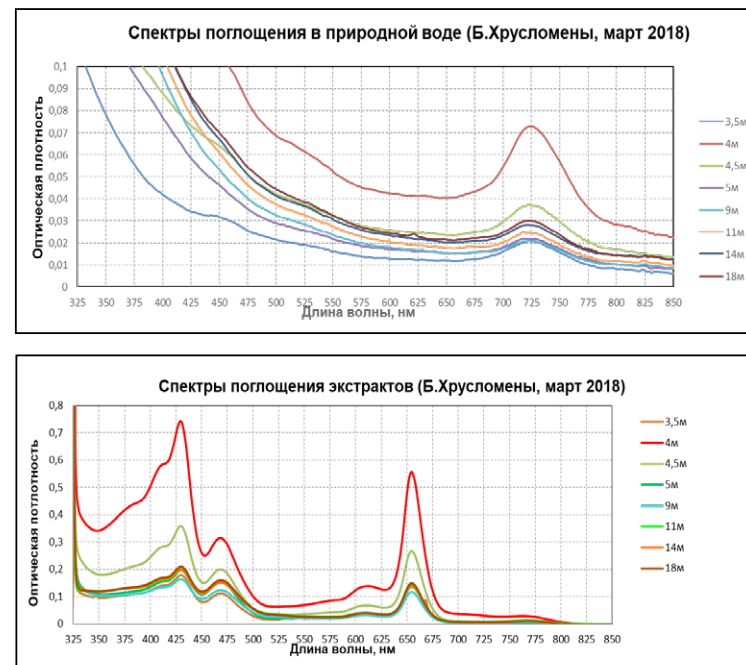 Спектры поглощения в природной воде (Б.Хрусломены, март 2018)
Оптическая плотность
0,1
0,09
0,08
0,07
0,06
0,05
0,04
0,03
0,02
0,01
0
325 350 375 400 425 450 475 500 525 550 575 600 625 650 675 700 725 750 775 800 825 850
Длина волны, нм
3,5м
4м
4,5м
5м
9м
11м
14м
18м
Спектры поглощения экстрактов (Б.Хрусломены, март 2018)
Оптическая потлотность
0,8
0,7
0,6
0,5
0,4
0,3
0,2
0,1
0
325 350 375 400 425 450 475 500 525 550 575 600 625 650 675 700 725 750 775 800 825 850
Длина волны, нм
3,5м
4м
4,5м
5м
9м
11м
14м
18м